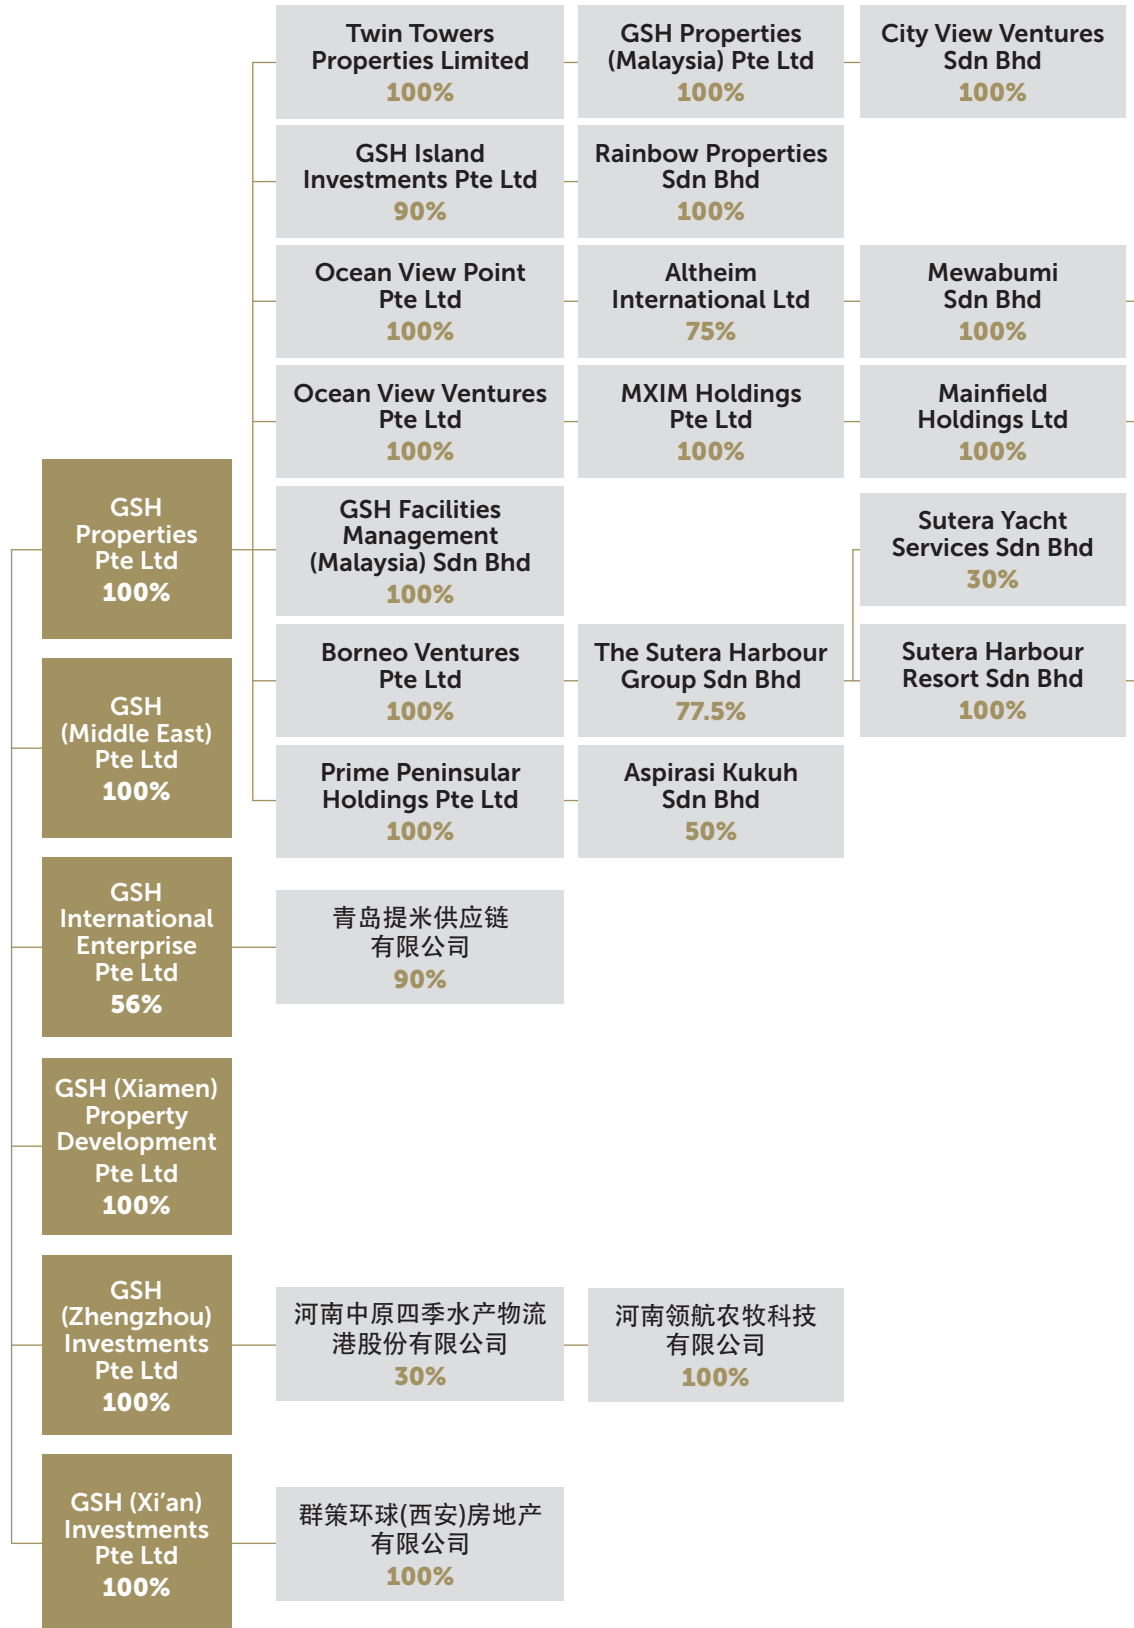 Twin Towers
Properties Limited
100%
GSH Properties
(Malaysia) Pte Ltd
100%
City View Ventures
Sdn Bhd
100%
GSH Island
Investments Pte Ltd
90%
Rainbow Properties
Sdn Bhd
100%
Ocean View Point
Pte Ltd
100%
Altheim
International Ltd
75%
Mewabumi
Sdn Bhd
100%
Ocean View Ventures
Pte Ltd
100%
MXIM Holdings
Pte Ltd
100%
Mainfield
Holdings Ltd
100%
GSH
Properties
Pte Ltd
100%
GSH Facilities
Management
(Malaysia) Sdn Bhd
100%
Sutera Yacht
Services Sdn Bhd
30%
Borneo Ventures
Pte Ltd
100%
The Sutera Harbour
Group Sdn Bhd
77.5%
Sutera Harbour
Resort Sdn Bhd
100%
GSH
(Middle East)
Pte Ltd
100%
Prime Peninsular
Holdings Pte Ltd
100%
Aspirasi Kukuh
Sdn Bhd
50%
GSH
International
Enterprise
Pte Ltd
56%
青岛提米供应链
有限公司
90%
GSH (Xiamen)
Property
Development
Pte Ltd
100%
GSH
(Zhengzhou)
Investments
Pte Ltd
100%
河南中原四季水产物流
港股份有限公司
30%
河南领航农牧科技
有限公司
100%
GSH (Xi’an)
Investments
Pte Ltd
100%
群策环球(西安)房地产
有限公司
100%